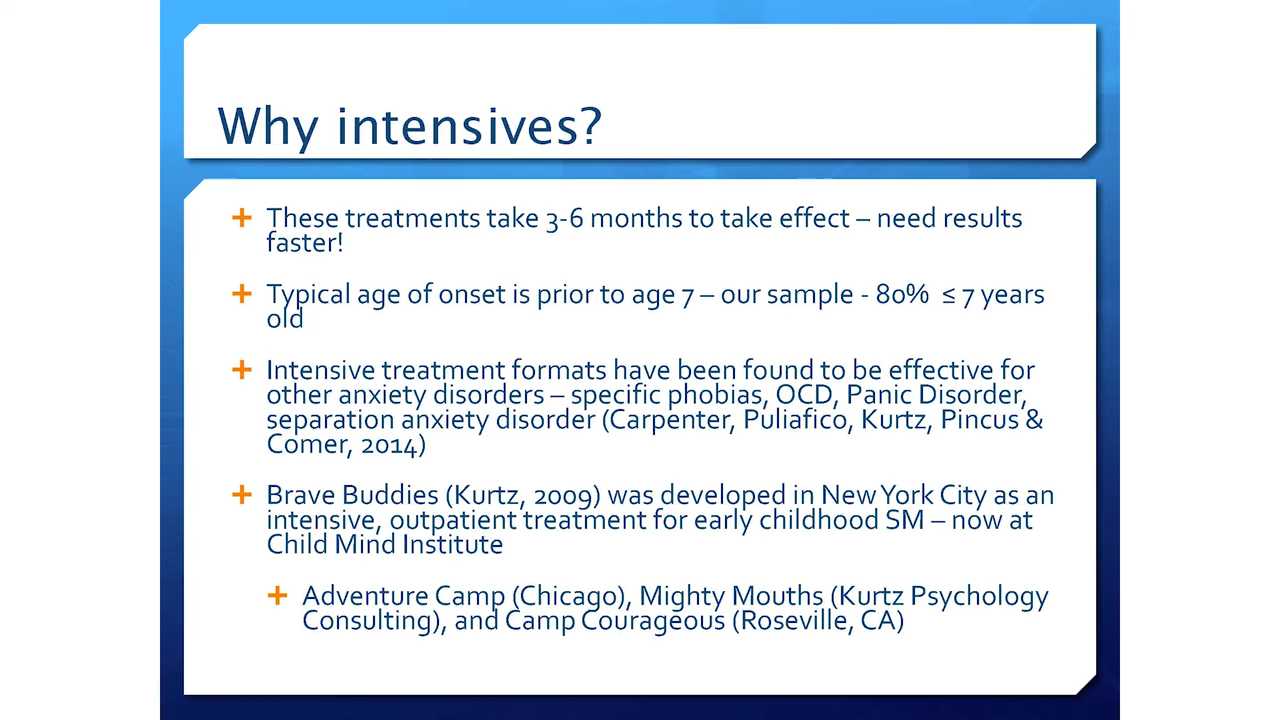 Why intensives?
These treatments take 3-6 months to take effect – need results
faster!
Typical age of onset is prior to age 7 – our sample - 80% ≤ 7 years
old
Intensive treatment formats have been found to be effective for
other anxiety disorders – specific phobias, OCD, Panic Disorder,
separation anxiety disorder (Carpenter, Puliafico, Kurtz, Pincus &
Comer, 2014)
Brave Buddies (Kurtz, 2009) was developed in New York City as an
intensive, outpatient treatment for early childhood SM – now at
Child Mind Institute
Adventure Camp (Chicago), Mighty Mouths (Kurtz Psychology
Consulting), and Camp Courageous (Roseville, CA)